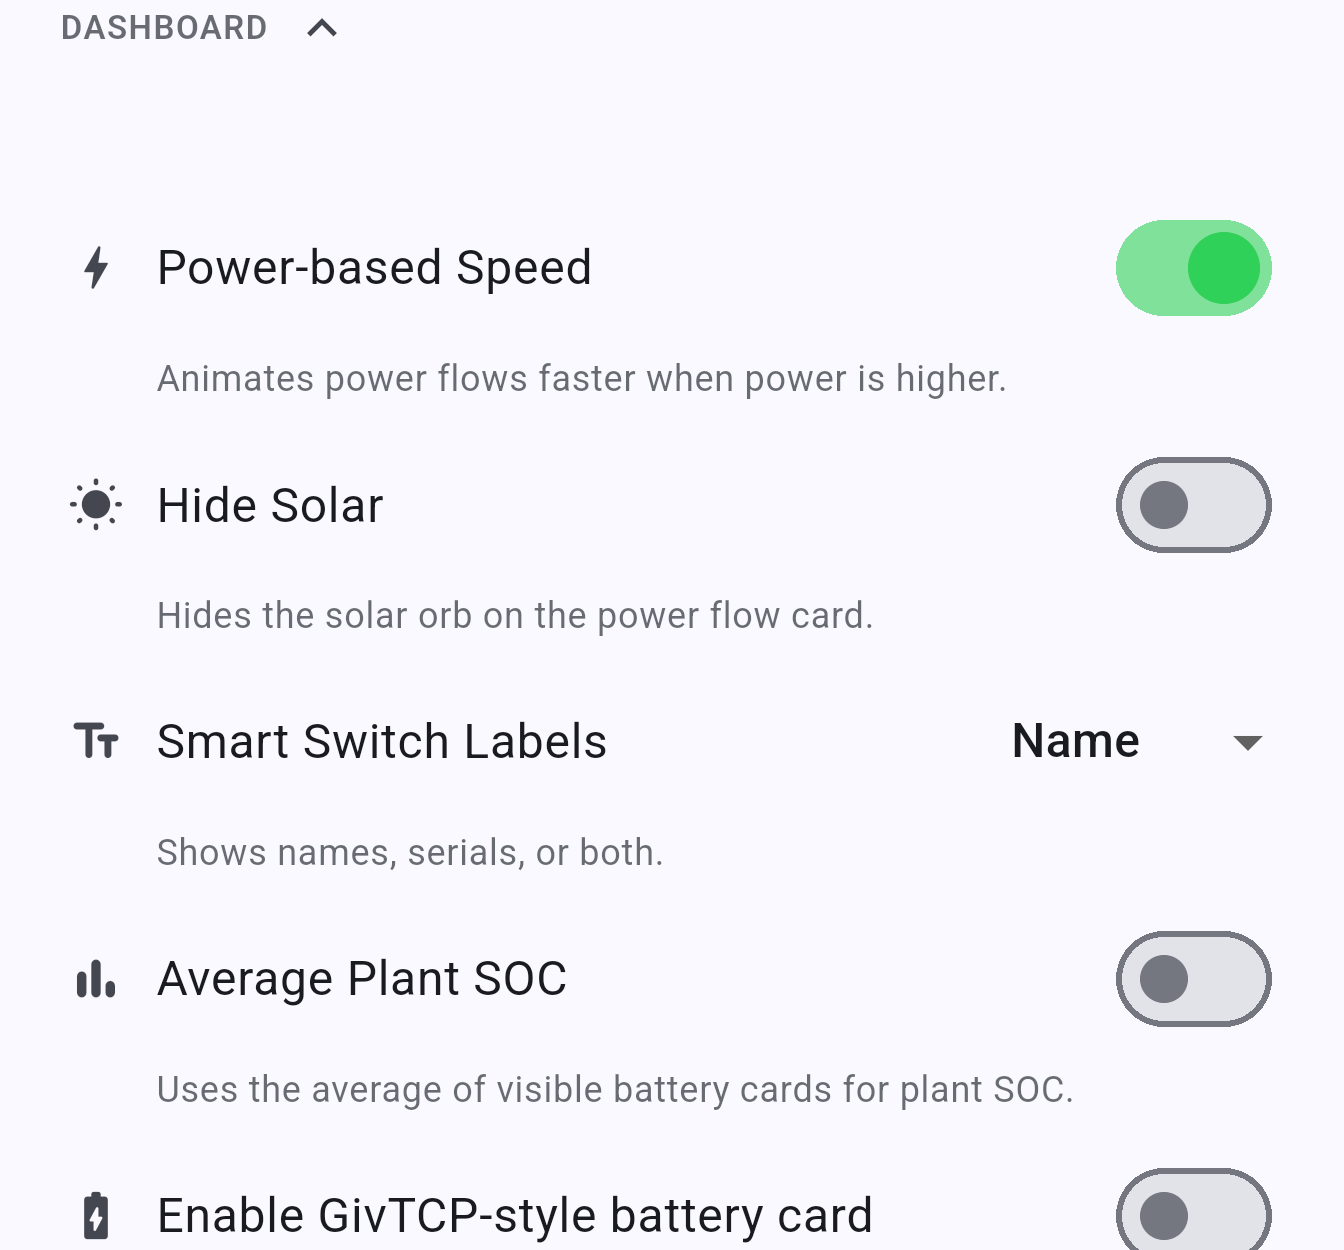 DASHBOARD
Power-based Speed
Animates power flows faster when power is higher.
Hide Solar
Hides the solar orb on the power flow card.
Smart Switch Labels Name
Shows names, serials, or both.
Average Plant SOC
Uses the average of visible battery cards for plant SOC.
Enable GivTCP-style battery card